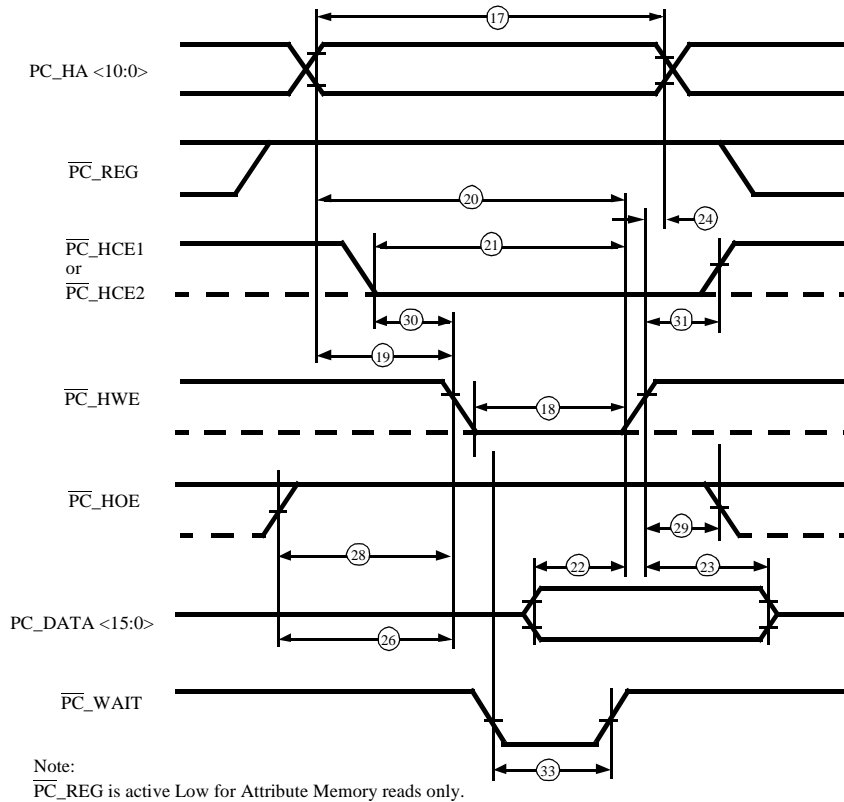 17
PC_HA <10:0>
PC_REG
20
24
PC_HCE1
or
PC_HCE2
21
30
31
19
PC_HWE
18
PC_HOE
29
28
22
23
PC_DATA <15:0>
26
PC_WAIT
33
Note:
PC_REG is active Low for Attribute Memory reads only.